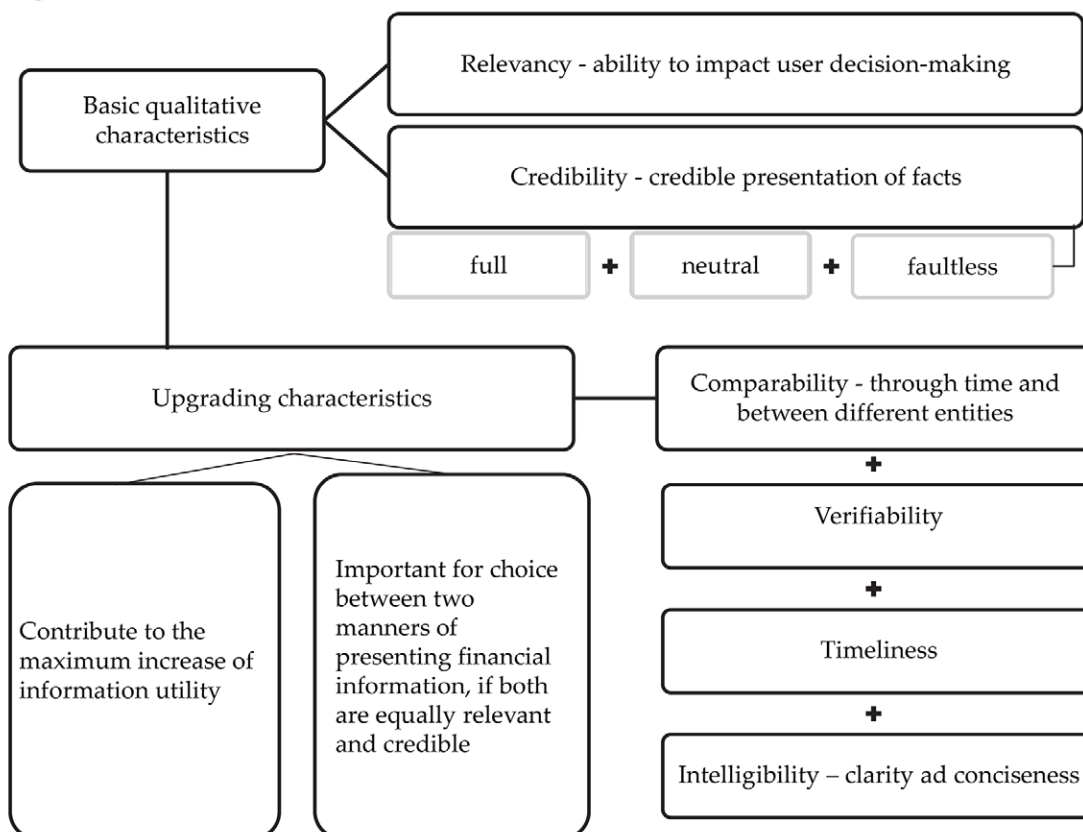 Relevancy - ability to impact user decision-making
Basic qualitative
characteristics
Credibility - credible presentation of facts
full + neutral + faultless
Upgrading characteristics
Comparability - through time and
between different entities
+
Verifiability
+
Timeliness
+
Intelligibility – clarity ad conciseness
Contribute to the
maximum increase of
information utility
Important for choice
between two
manners of
presenting financial
information, if both
are equally relevant
and credible